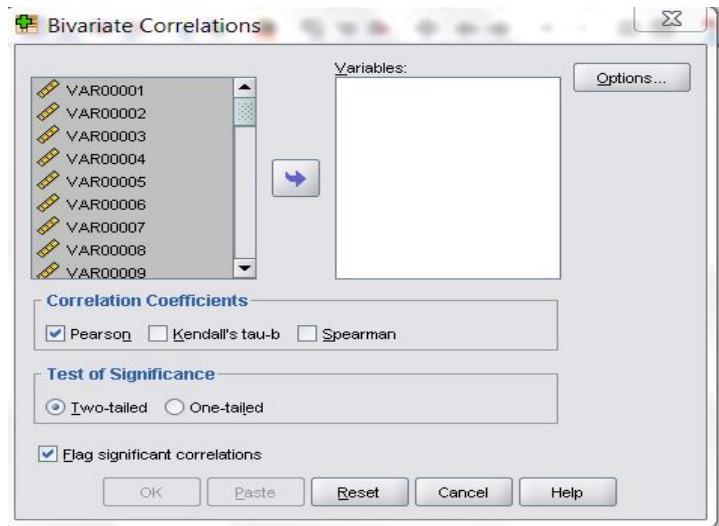 Bivariate Correlations
Variables:
Options...
VAR00001
VAR00002
VAR00003
VAR00004
VAR00005
VAR00006
VAR00007
VAR00008
VAR00009
Correlation Coefficients
Pearson Kendall's tau-b Spearman
Test of Significance
Two-tailed One-tailed
Flag significant correlations
OK Paste Reset Cancel Help